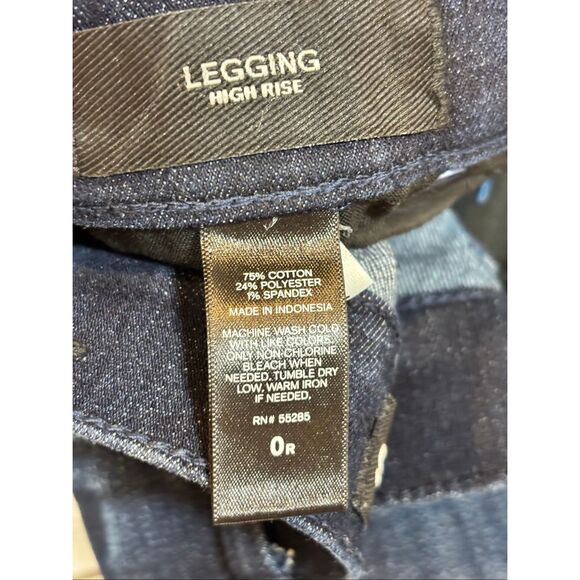 LEGGING
HIGH RISE
75% COTTON
24% POLYESTER
1% SPANDEX
MADE IN INDONESIA
MACHINE WASH COLD
WITH LIKE COLORS.
ONLY NON-CHLORINE
BLEACH WHEN
NEEDED. TUMBLE DRY
LOW. WARM IRON
IF NEEDED.
RN# 55285
0R